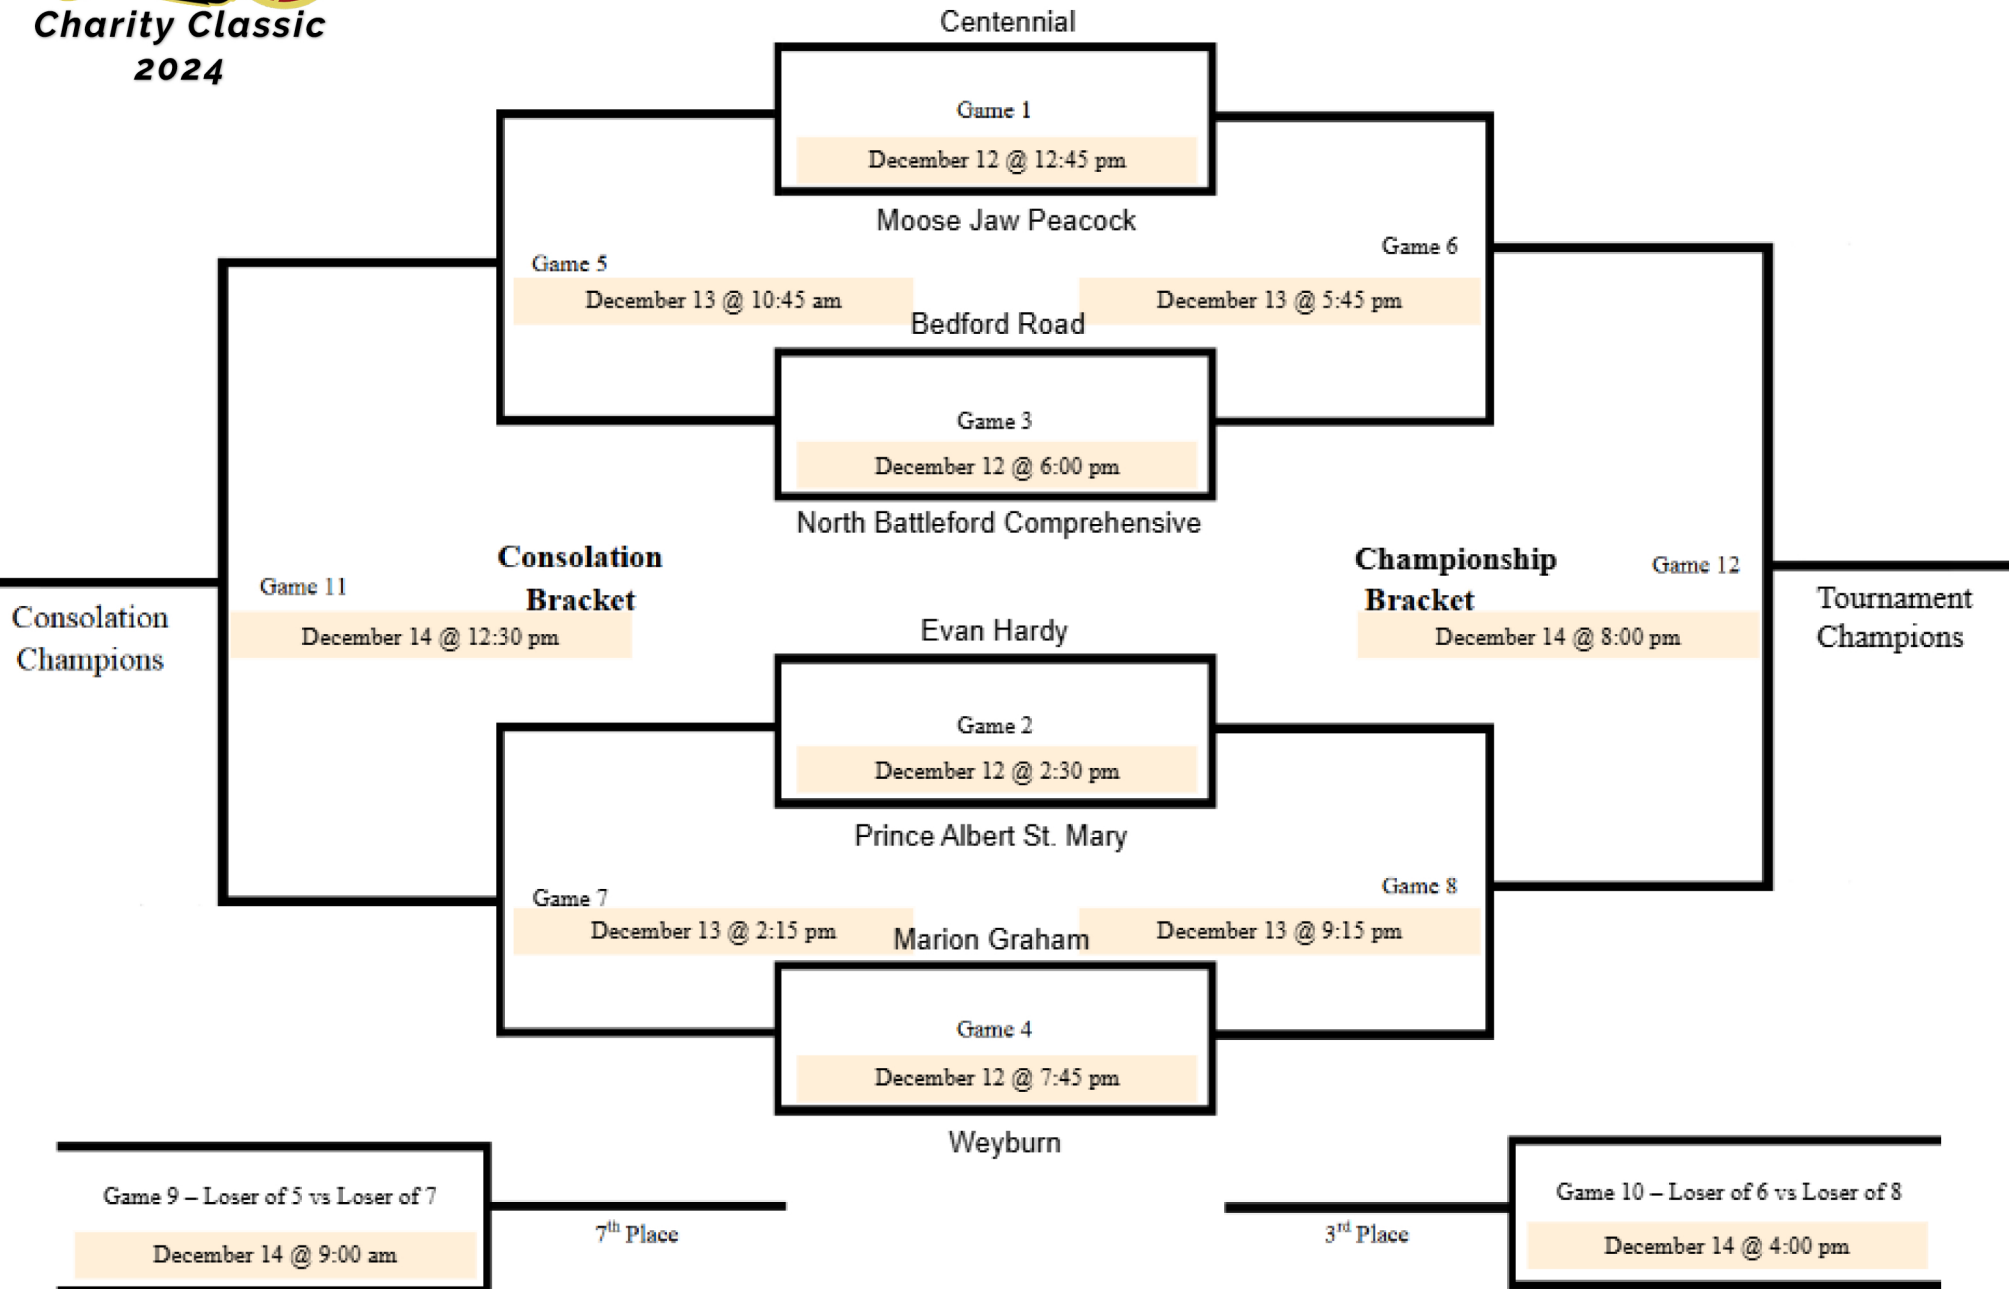 Charity Classic
2024
Centennial
Game 1
December 12 @ 12:45 pm
Moose Jaw Peacock
Game 5
December 13 @ 10:45 am
Game 6
December 13 @ 5:45 pm
Bedford Road
Game 3
December 12 @ 6:00 pm
North Battleford Comprehensive
Consolation
Bracket
Championship
Bracket
Game 11
December 14 @ 12:30 pm
Game 12
December 14 @ 8:00 pm
Consolation
Champions
Tournament
Champions
Evan Hardy
Game 2
December 12 @ 2:30 pm
Prince Albert St. Mary
Game 7
December 13 @ 2:15 pm
Game 8
December 13 @ 9:15 pm
Marion Graham
Game 4
December 12 @ 7:45 pm
Weyburn
Game 9 – Loser of 5 vs Loser of 7
December 14 @ 9:00 am
7th Place
3rd Place
Game 10 – Loser of 6 vs Loser of 8
December 14 @ 4:00 pm